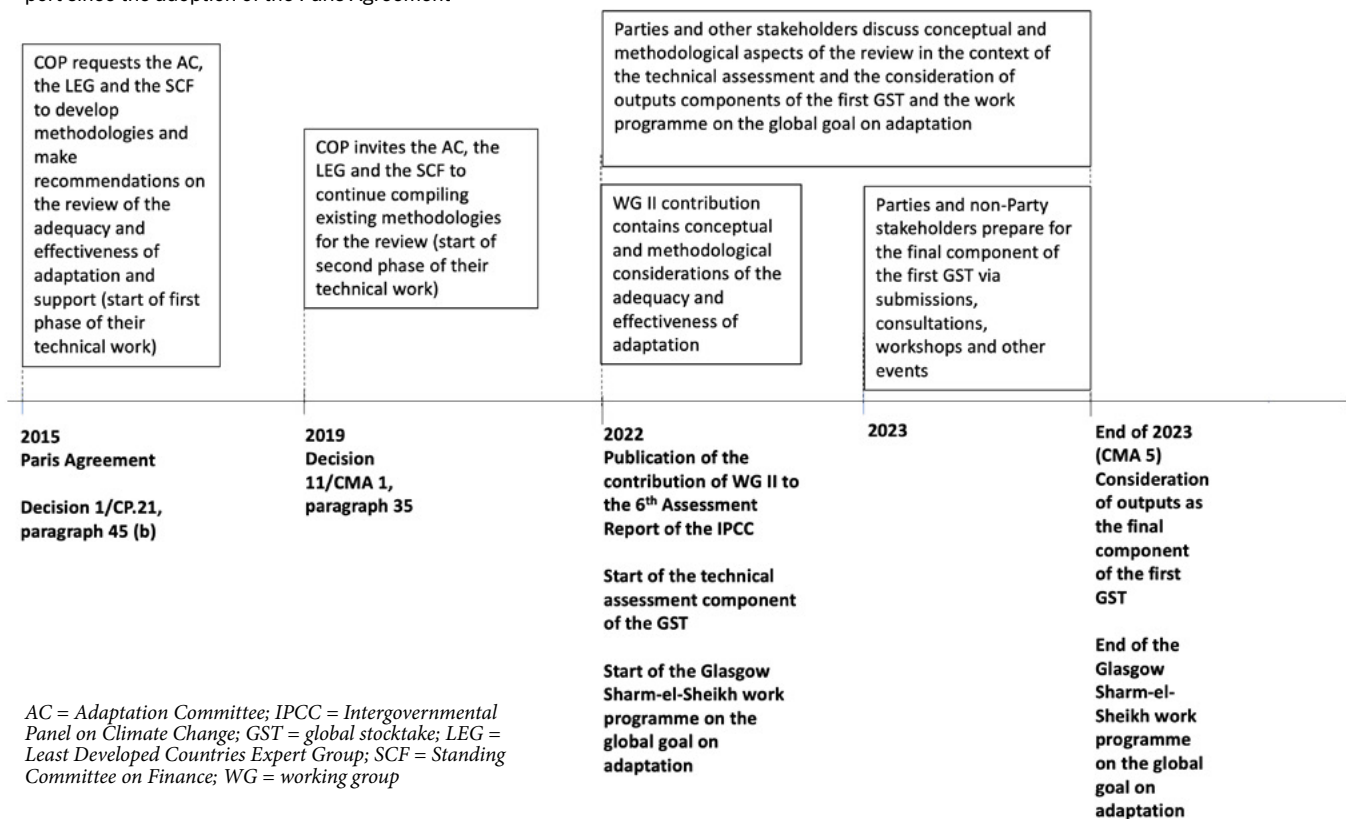 port since the adoption of the Paris Agreement
COP requests the AC,
the LEG and the SCF
to develop
methodologies and
make
recommendations on
the review of the
adequacy and
effectiveness of
adaptation and
support (start of first
phase of their
technical work)
COP invites the AC, the
LEG and the SCF to
continue compiling
existing methodologies
for the review (start of
second phase of their
technical work)
Parties and other stakeholders discuss conceptual and
methodological aspects of the review in the context of
the technical assessment and the consideration of
outputs components of the first GST and the work
programme on the global goal on adaptation
WG II contribution
contains conceptual
and methodological
considerations of the
adequacy and
effectiveness of
adaptation
Parties and non-Party
stakeholders prepare for
the final component of
the first GST via
submissions,
consultations,
workshops and other
events
2015
Paris Agreement
Decision 1/CP.21,
paragraph 45 (b)
2019
Decision
11/CMA 1,
paragraph 35
2022
Publication of the
contribution of WG II to
the 6th Assessment
Report of the IPCC
Start of the technical
assessment component
of the GST
Start of the Glasgow
Sharm-el-Sheikh work
programme on the
global goal on
adaptation
2023
End of 2023
(CMA 5)
Consideration
of outputs as
the final
component
of the first
GST
End of the
Glasgow
Sharm-el-
Sheikh work
programme
on the global
goal on
adaptation
AC = Adaptation Committee; IPCC = Intergovernmental
Panel on Climate Change; GST = global stocktake; LEG =
Least Developed Countries Expert Group; SCF = Standing
Committee on Finance; WG = working group